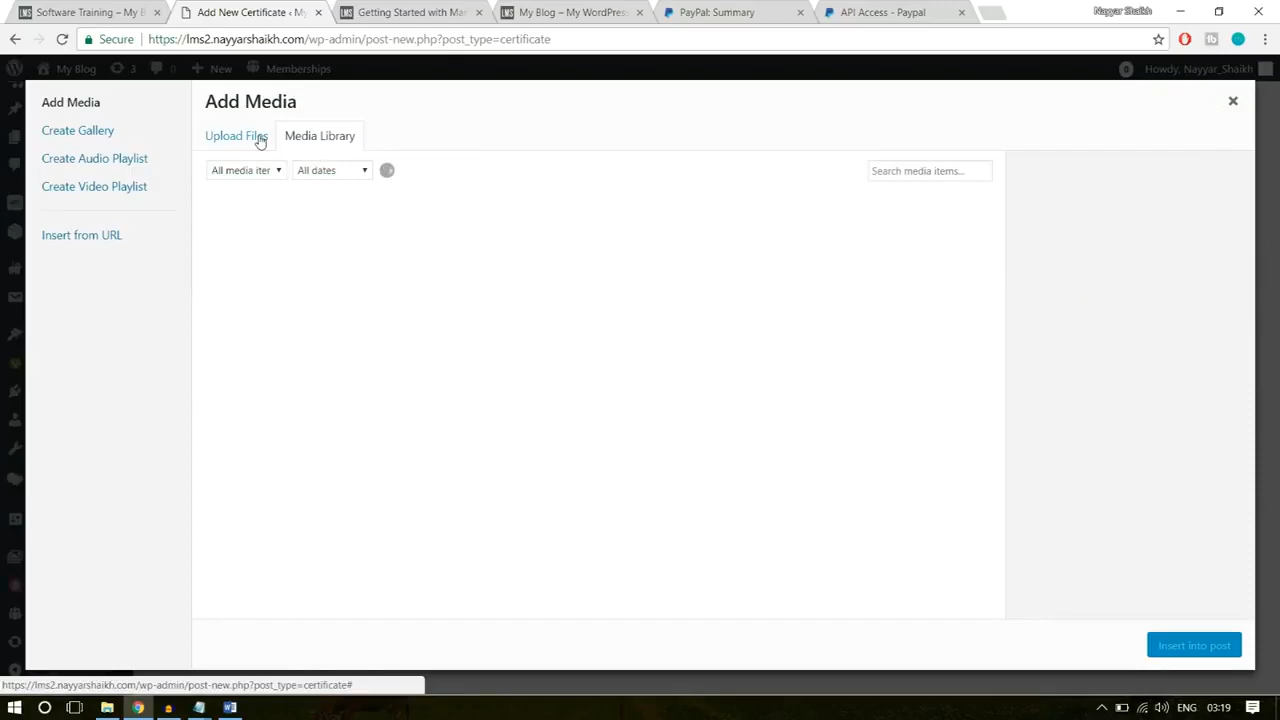 Software Training – My B
Add New Certificate ‹ My
Getting Started with Mar
My Blog – My WordPress
PayPal: Summary
API Access - Paypal
Nayyar Shaikh
Secure
https://lms2.nayyarshaikh.com/wp-admin/post-new.php?post_type=certificate
My Blog 3 0 New Memberships
0 Howdy, Nayyar_Shaikh
Add Media
Create Gallery
Create Audio Playlist
Create Video Playlist
Insert from URL
Add Media
Upload Files Media Library
All media iter All dates Search media items...
Insert into post
https://lms2.nayyarshaikh.com/wp-admin/post-new.php?post_type=certificate#
ENG 03:19